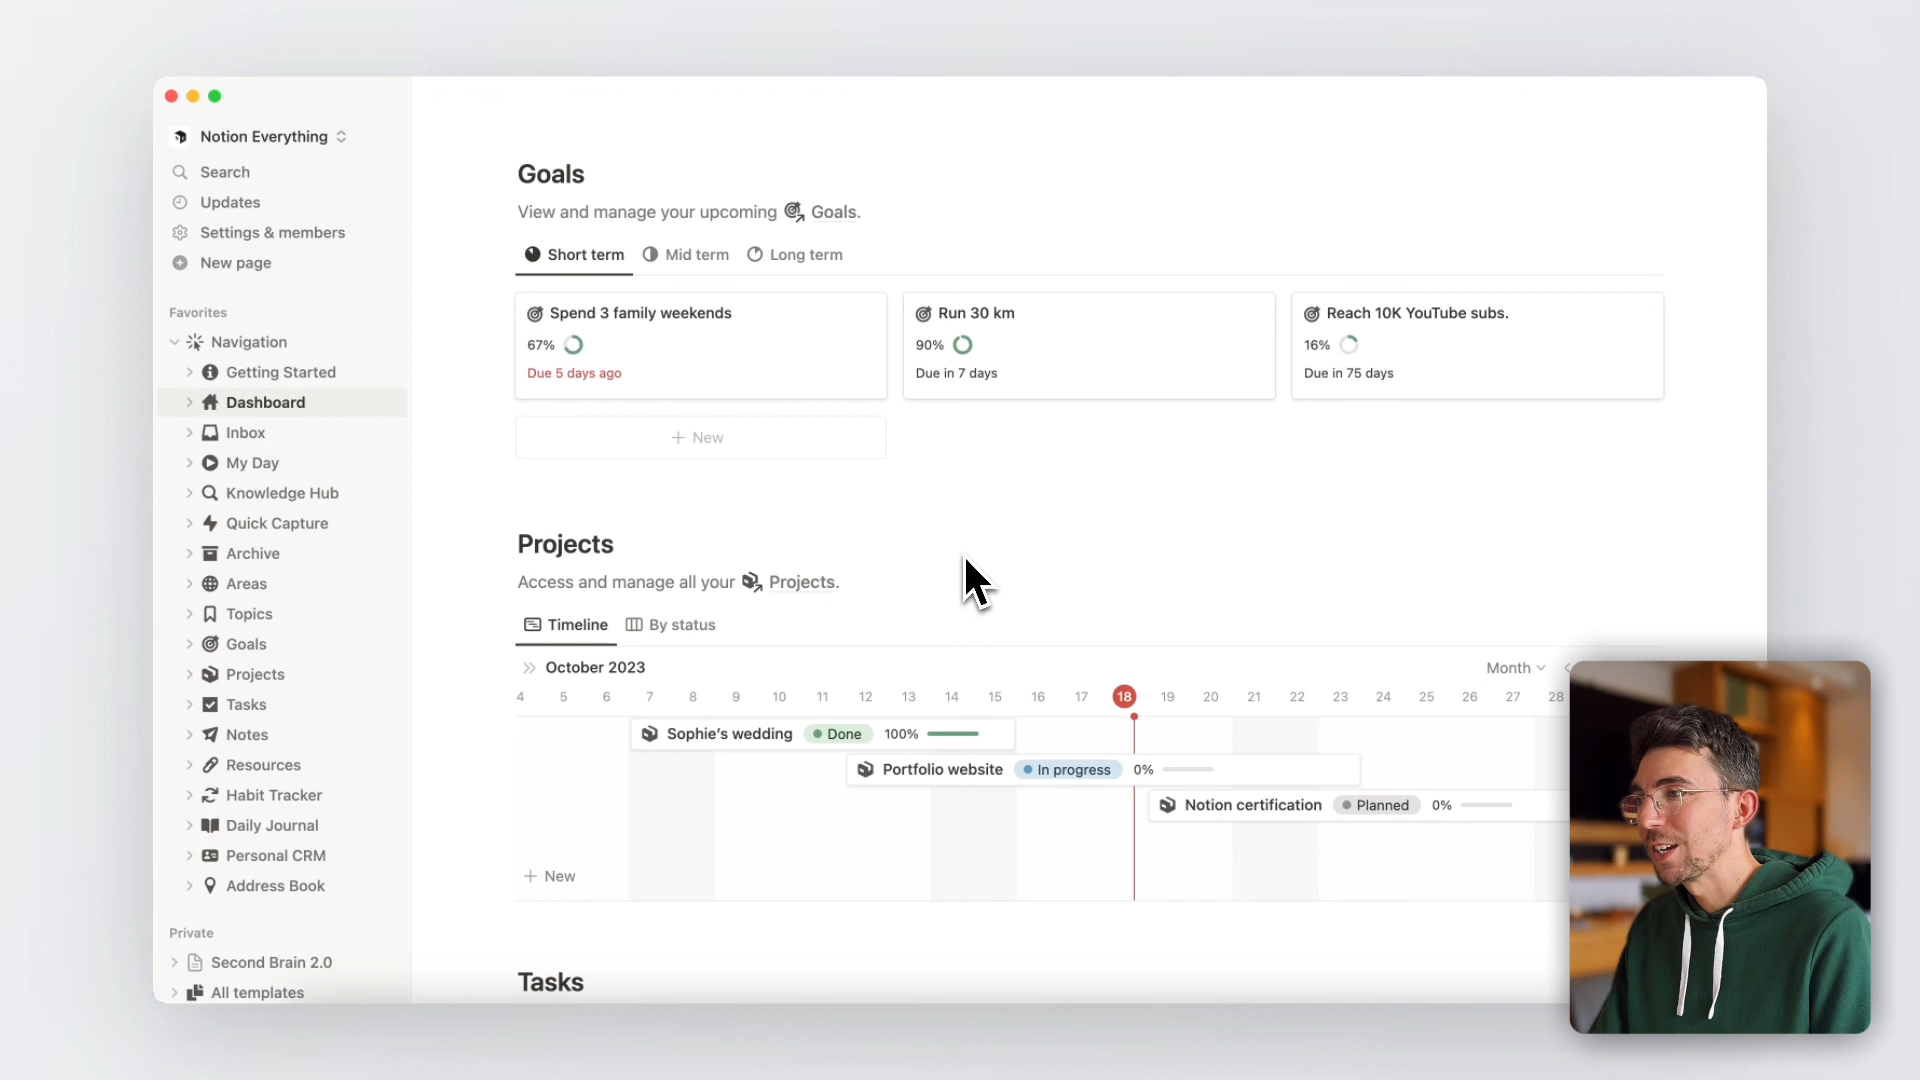 Notion Everything
Search
Updates
Settings & members
New page
Favorites
Navigation
Getting Started
Dashboard
Inbox
My Day
Knowledge Hub
Quick Capture
Archive
Areas
Topics
Goals
Projects
Tasks
Notes
Resources
Habit Tracker
Daily Journal
Personal CRM
Address Book
Private
Second Brain 2.0
All templates
Goals
View and manage your upcoming Goals.
Short term Mid term Long term
Spend 3 family weekends
67%
Due 5 days ago
Run 30 km
90%
Due in 7 days
Reach 10K YouTube subs.
16%
Due in 75 days
+ New
Projects
Access and manage all your Projects.
Timeline By status
October 2023 Month
4 5 6 7 8 9 10 11 12 13 14 15 16 17 18 19 20 21 22 23 24 25 26 27 28
Sophie's wedding Done 100%
Portfolio website In progress 0%
Notion certification Planned 0%
+ New
Tasks